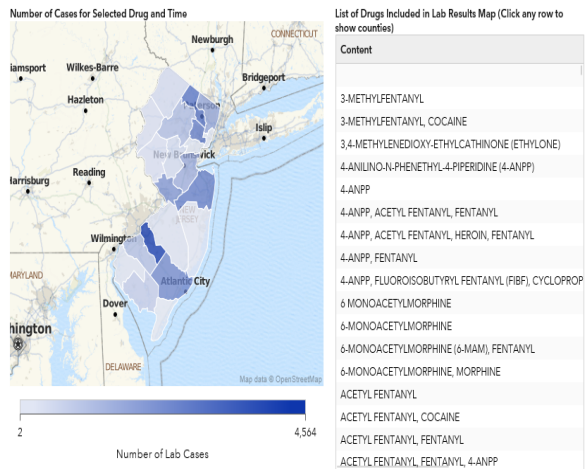 Number of Cases for Selected Drug and Time
Newburgh
CONNECTICUT
iamsport
Wilkes-Barre
Bridgeport
Hazleton
Paterson
Islip
New Brunswick
Reading
Harrisburg
NEW
JERSEY
Wilmington
MARYLAND
Atlantic City
Dover
hington
DELAWARE
Map data © OpenStreetMap
2
4,564
Number of Lab Cases
List of Drugs Included in Lab Results Map (Click any row to
show counties)
Content
3-METHYLFENTANYL
3-METHYLFENTANYL, COCAINE
3,4-METHYLENEDIOXY-ETHYLCATHINONE (ETHYLONE)
4-ANILINO-N-PHENETHYL-4-PIPERIDINE (4-ANPP)
4-ANPP
4-ANPP, ACETYL FENTANYL, FENTANYL
4-ANPP, ACETYL FENTANYL, HEROIN, FENTANYL
4-ANPP, FENTANYL
4-ANPP, FLUOROISOBUTYRYL FENTANYL (FIBF), CYCLOPROP
6 MONOACETYLMORPHINE
6-MONOACETYLMORPHINE
6-MONOACETYLMORPHINE (6-MAM), FENTANYL
6-MONOACETYLMORPHINE, MORPHINE
ACETYL FENTANYL
ACETYL FENTANYL, COCAINE
ACETYL FENTANYL, FENTANYL
ACETYL FENTANYL, FENTANYL, 4-ANPP